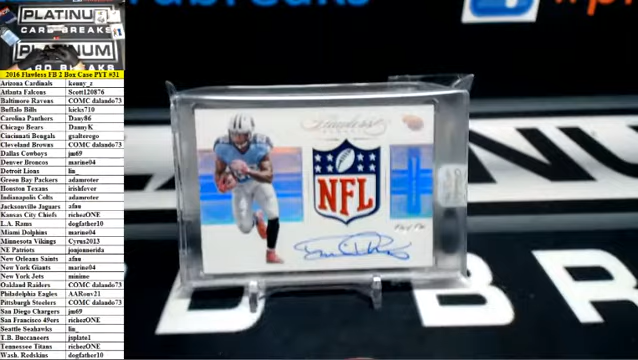 PLATINUM
CARD BREAKS
PLATINUM
CARD BREAKS
2016 Flawless FB 2 Box Case PYT #31
Arizona Cardinals kenny_z
Atlanta Falcons Scott120876
Baltimore Ravens COMC dalando73
Buffalo Bills kicks710
Carolina Panthers Dany86
Chicago Bears DannyK
Cincinnati Bengals gsalterego
Cleveland Browns COMC dalando73
Dallas Cowboys jm69
Denver Broncos marine04
Detroit Lions lin_
Green Bay Packers adamroter
Houston Texans irishfever
Indianapolis Colts adamroter
Jacksonville Jaguars afnu
Kansas City Chiefs richezONE
L.A. Rams dogfather10
Miami Dolphins marine04
Minnesota Vikings Cyrus2013
NE Patriots
New Orleans Saints afnu
New York Giants marine04
New York Jets minime
Oakland Raiders COMC dalando73
Philadelphia Eagles AARonv21
Pittsburgh Steelers COMC dalando73
San Diego Chargers jm69
San Francisco 49ers richezONE
Seattle Seahawks lin_
T.B. Buccaneers jsplate1
Tennessee Titans richezONE
Wash. Redskins dogfather10
Flawless
NFL
D BR